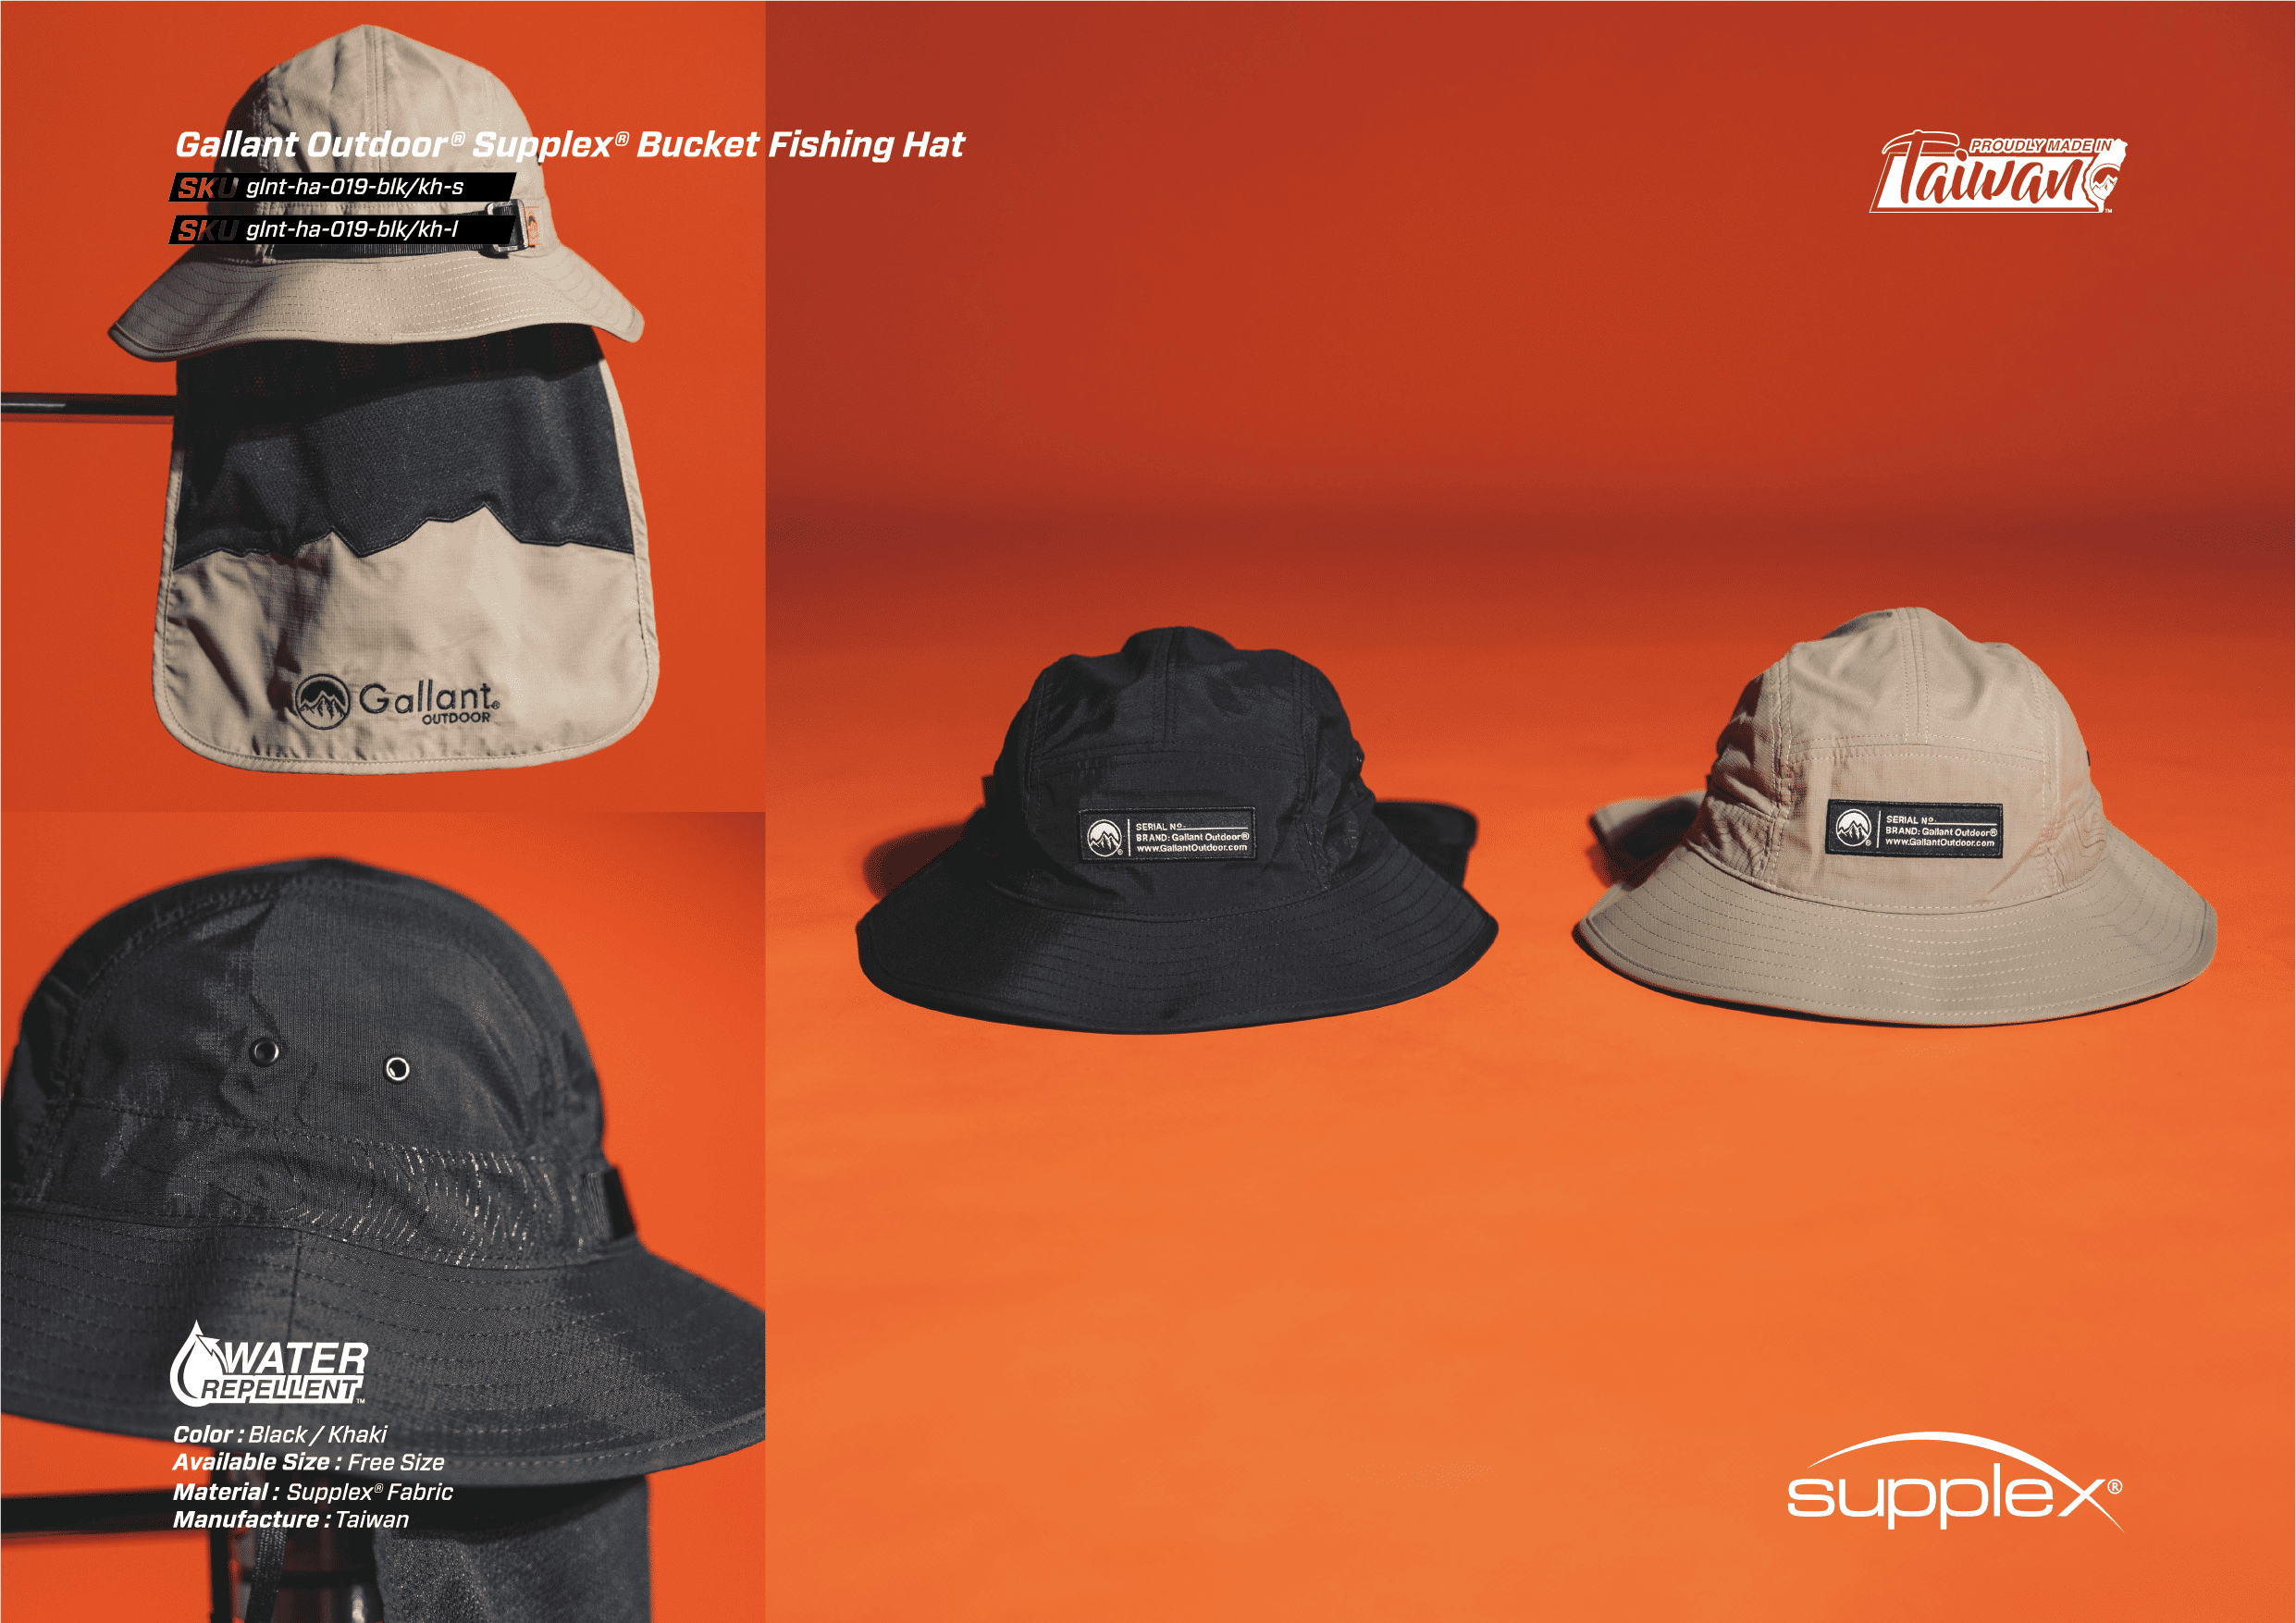 Gallant Outdoor® Supplex® Bucket Fishing Hat
SKU glnt-ha-019-blk/kh-s
SKU glnt-ha-019-blk/kh-l
PROUDLY MADE IN
Taiwan
™
Gallant®
OUTDOOR
SERIAL Nº.
BRAND: Gallant Outdoor®
www.GallantOutdoor.com
®
SERIAL Nº.
BRAND: Gallant Outdoor®
www.GallantOutdoor.com
®
WATER
REPELLENT™
Color : Black / Khaki
Available Size : Free Size
Material : Supplex® Fabric
Manufacture : Taiwan
supplex®